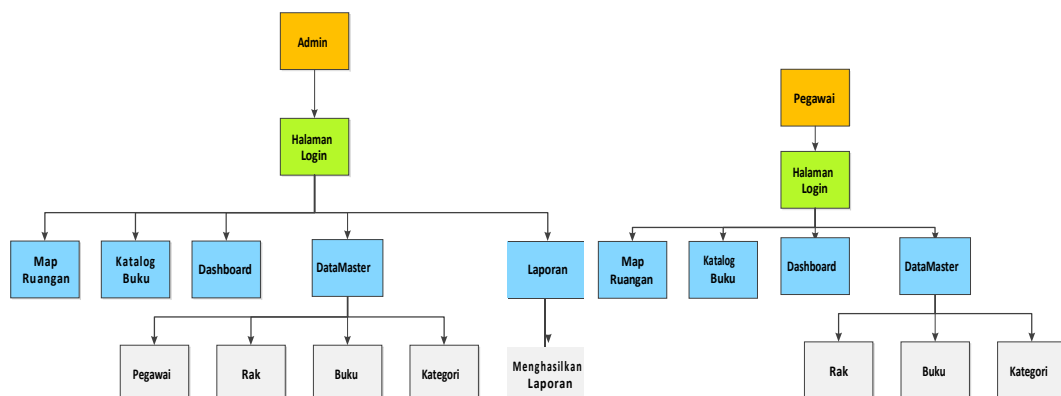 Admin
Halaman
Login
Map
Ruangan
Katalog
Buku
Dashboard
DataMaster
Laporan
Pegawai
Rak
Buku
Kategori
Menghasilkan
Laporan
Pegawai
Halaman
Login
Map
Ruangan
Katalog
Buku
Dashboard
DataMaster
Rak
Buku
Kategori